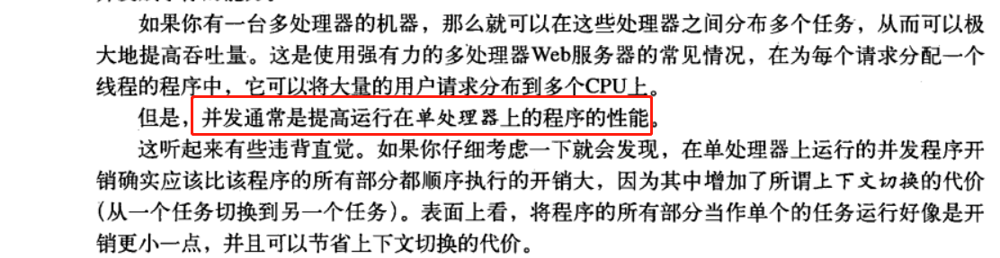 如果你有一台多处理器的机器，那么就可以在这些处理器之间分布多个任务，从而可以极
大地提高吞吐量。这是使用强有力的多处理器Web服务器的常见情况，在为每个请求分配一个
线程的程序中，它可以将大量的用户请求分布到多个CPU上。
但是，并发通常是提高运行在单处理器上的程序的性能。
这听起来有些违背直觉。如果你仔细考虑一下就会发现，在单处理器上运行的并发程序开
销确实应该比该程序的所有部分都顺序执行的开销大，因为其中增加了所谓上下文切换的代价
（从一个任务切换到另一个任务）。表面上看，将程序的所有部分当作单个的任务运行好像是开
销更小一点，并且可以节省上下文切换的代价。